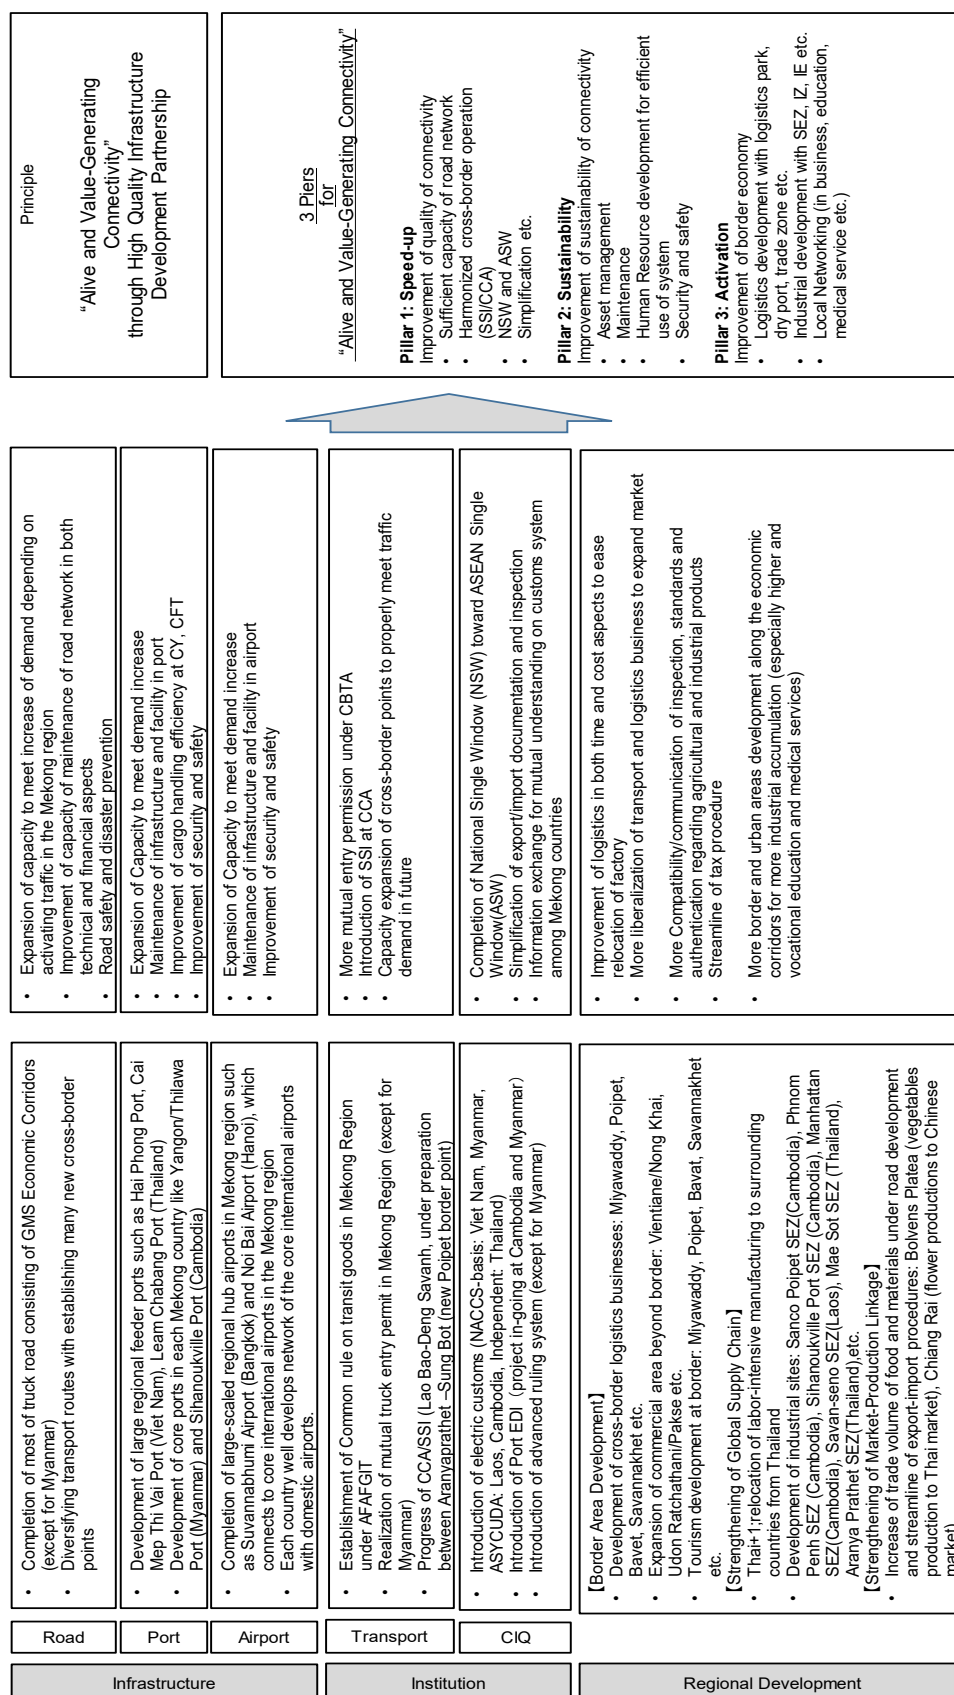 Infrastructure
Road
• Completion of most of truck road consisting of GMS Economic Corridors
(except for Myanmar)
• Diversifying transport routes with establishing many new cross-border
points
• Expansion of capacity to meet increase of demand depending on
activating traffic in the Mekong region
• Improvement of capacity of maintenance of road network in both
technical and financial aspects
• Road safety and disaster prevention
Port
• Development of large regional feeder ports such as Hai Phong Port, Cai
Mep Thi Vai Port (Viet Nam), Leam Chabang Port (Thailand)
• Development of core ports in each Mekong country like Yangon/Thilawa
Port (Myanmar) and Sihanoukville Port (Cambodia)
• Expansion of Capacity to meet demand increase
• Maintenance of infrastructure and facility in port
• Improvement of cargo handling efficiency at CY, CFT
• Improvement of security and safety
Airport
• Completion of large-scaled regional hub airports in Mekong region such
as Suvannabhumi Airport (Bangkok) and Noi Bai Airport (Hanoi), which
connects to core international airports in the Mekong region
• Each country well develops network of the core international airports
with domestic airports.
• Expansion of Capacity to meet demand increase
• Maintenance of infrastructure and facility in airport
• Improvement of security and safety
Institution
Transport
• Establishment of Common rule on transit goods in Mekong Region
under AFAFGIT
• Realization of mutual truck entry permit in Mekong Region (except for
Myanmar)
• Progress of CCA/SSI (Lao Bao-Deng Savanh, under preparation
between Aranyaprathet –Sung Bot (new Poipet border point)
• More mutual entry permission under CBTA
• Introduction of SSI at CCA
• Capacity expansion of cross-border points to properly meet traffic
demand in future
CIQ
• Introduction of electric customs (NACCS-basis: Viet Nam, Myanmar,
ASYCUDA: Laos, Cambodia, Independent: Thailand)
• Introduction of Port EDI (project in-going at Cambodia and Myanmar)
• Introduction of advanced ruling system (except for Myanmar)
• Completion of National Single Window (NSW) toward ASEAN Single
Window(ASW)
• Simplification of export/import documentation and inspection
• Information exchange for mutual understanding on customs system
among Mekong countries
Regional Development
【Border Area Development】
• Development of cross-border logistics businesses: Miyawaddy, Poipet,
Bavet, Savannakhet etc.
• Expansion of commercial area beyond border: Vientiane/Nong Khai,
Udon Ratchathani/Pakse etc.
• Tourism development at border: Miyawaddy, Poipet, Bavat, Savannakhet
etc.
【Strengthening of Global Supply Chain】
• Thai+1;relocation of labor-intensive manufacturing to surrounding
countries from Thailand
• Development of industrial sites: Sanco Poipet SEZ(Cambodia), Phnom
Penh SEZ (Cambodia), Sihanoukville Port SEZ (Cambodia), Manhattan
SEZ(Cambodia), Savan-seno SEZ(Laos), Mae Sot SEZ (Thailand),
Aranya Prathet SEZ(Thailand),etc.
【Strengthening of Market-Production Linkage】
• Increase of trade volume of food and materials under road development
and streamline of export-import procedures: Bolvens Platea (vegetables
production to Thai market), Chiang Rai (flower productions to Chinese
market)
• Improvement of logistics in both time and cost aspects to ease
relocation of factory
• More liberalization of transport and logistics business to expand market
• More Compatibility/communication of inspection, standards and
authentication regarding agricultural and industrial products
• Streamline of tax procedure
• More border and urban areas development along the economic
corridors for more industrial accumulation (especially higher and
vocational education and medical services)
Principle
“Alive and Value-Generating
Connectivity”
through High Quality Infrastructure
Development Partnership
3 Piers
for
“Alive and Value-Generating Connectivity”
Pillar 1: Speed-up
Improvement of quality of connectivity
• Sufficient capacity of road network
• Harmonized cross-border operation
(SSI/CCA)
• NSW and ASW
• Simplification etc.
Pillar 2: Sustainability
Improvement of sustainability of connectivity
• Asset management
• Maintenance
• Human Resource development for efficient
use of system
• Security and safety
Pillar 3: Activation
Improvement of border economy
• Logistics development with logistics park,
dry port, trade zone etc.
• Industrial development with SEZ, IZ, IE etc.
• Local Networking (in business, education,
medical service etc.)